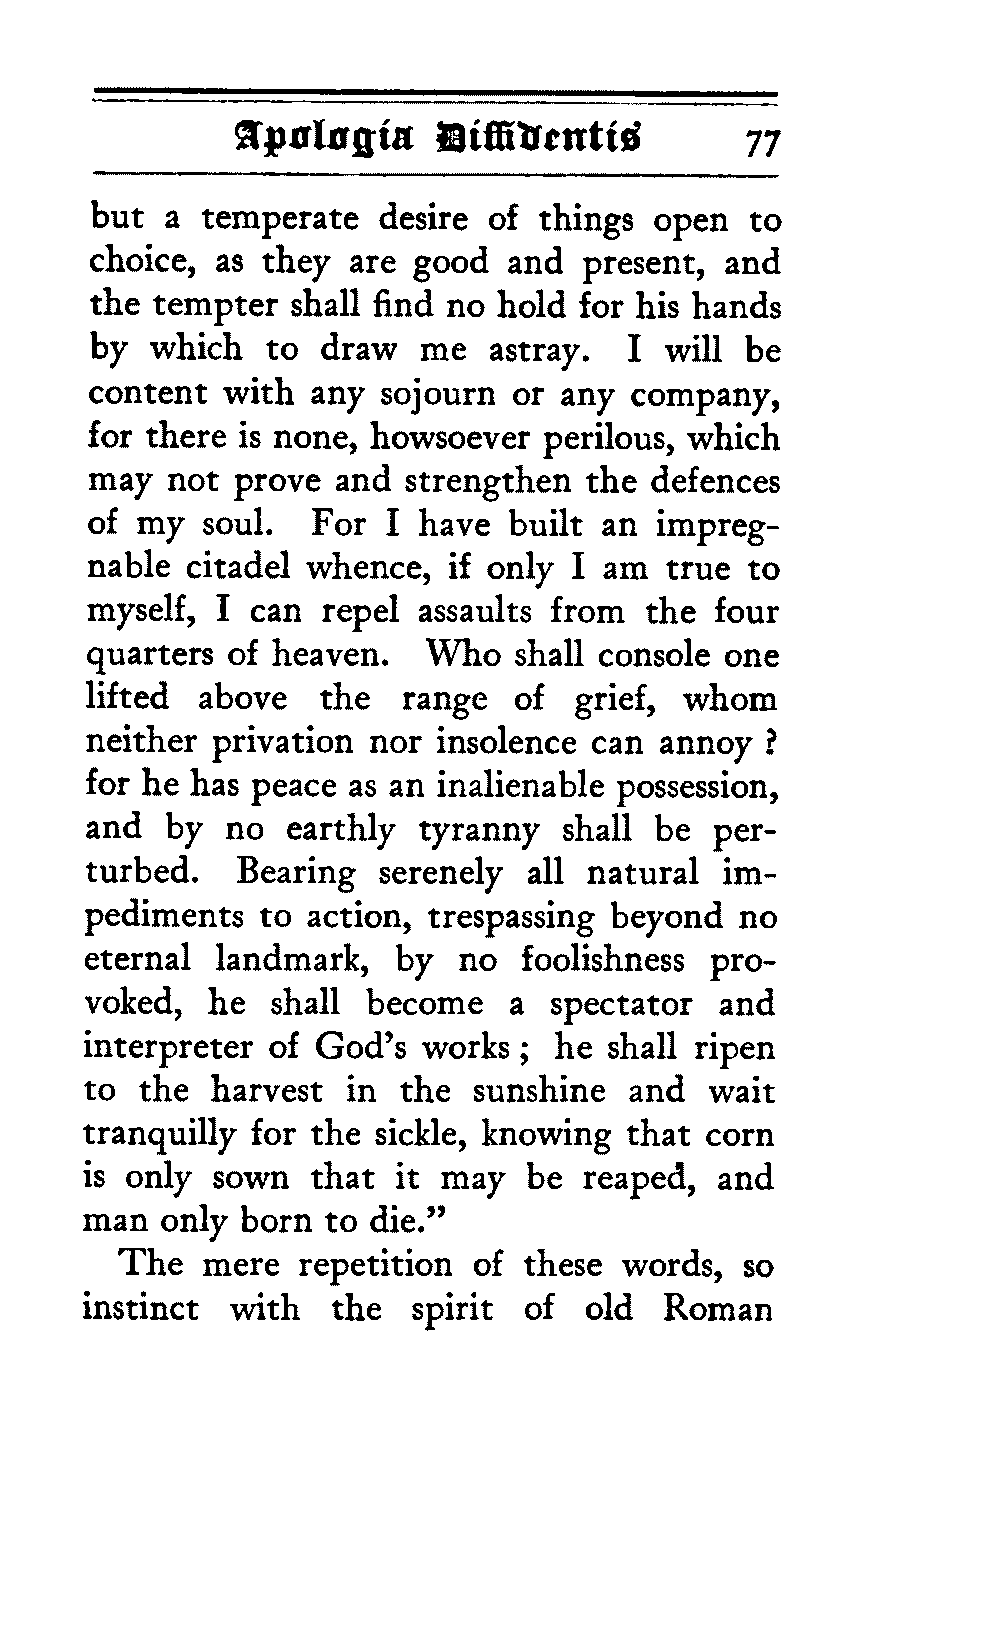 Apologia Diffidentis 77
but a temperate desire of things open to
choice, as they are good and present, and
the tempter shall find no hold for his hands
by which to draw me astray. I will be
content with any sojourn or any company,
for there is none, howsoever perilous, which
may not prove and strengthen the defences
of my soul. For I have built an impreg-
nable citadel whence, if only I am true to
myself, I can repel assaults from the four
quarters of heaven. Who shall console one
lifted above the range of grief, whom
neither privation nor insolence can annoy ?
for he has peace as an inalienable possession,
and by no earthly tyranny shall be per-
turbed. Bearing serenely all natural im-
pediments to action, trespassing beyond no
eternal landmark, by no foolishness pro-
voked, he shall become a spectator and
interpreter of God's works ; he shall ripen
to the harvest in the sunshine and wait
tranquilly for the sickle, knowing that corn
is only sown that it may be reaped, and
man only born to die.”
The mere repetition of these words, so
instinct with the spirit of old Roman